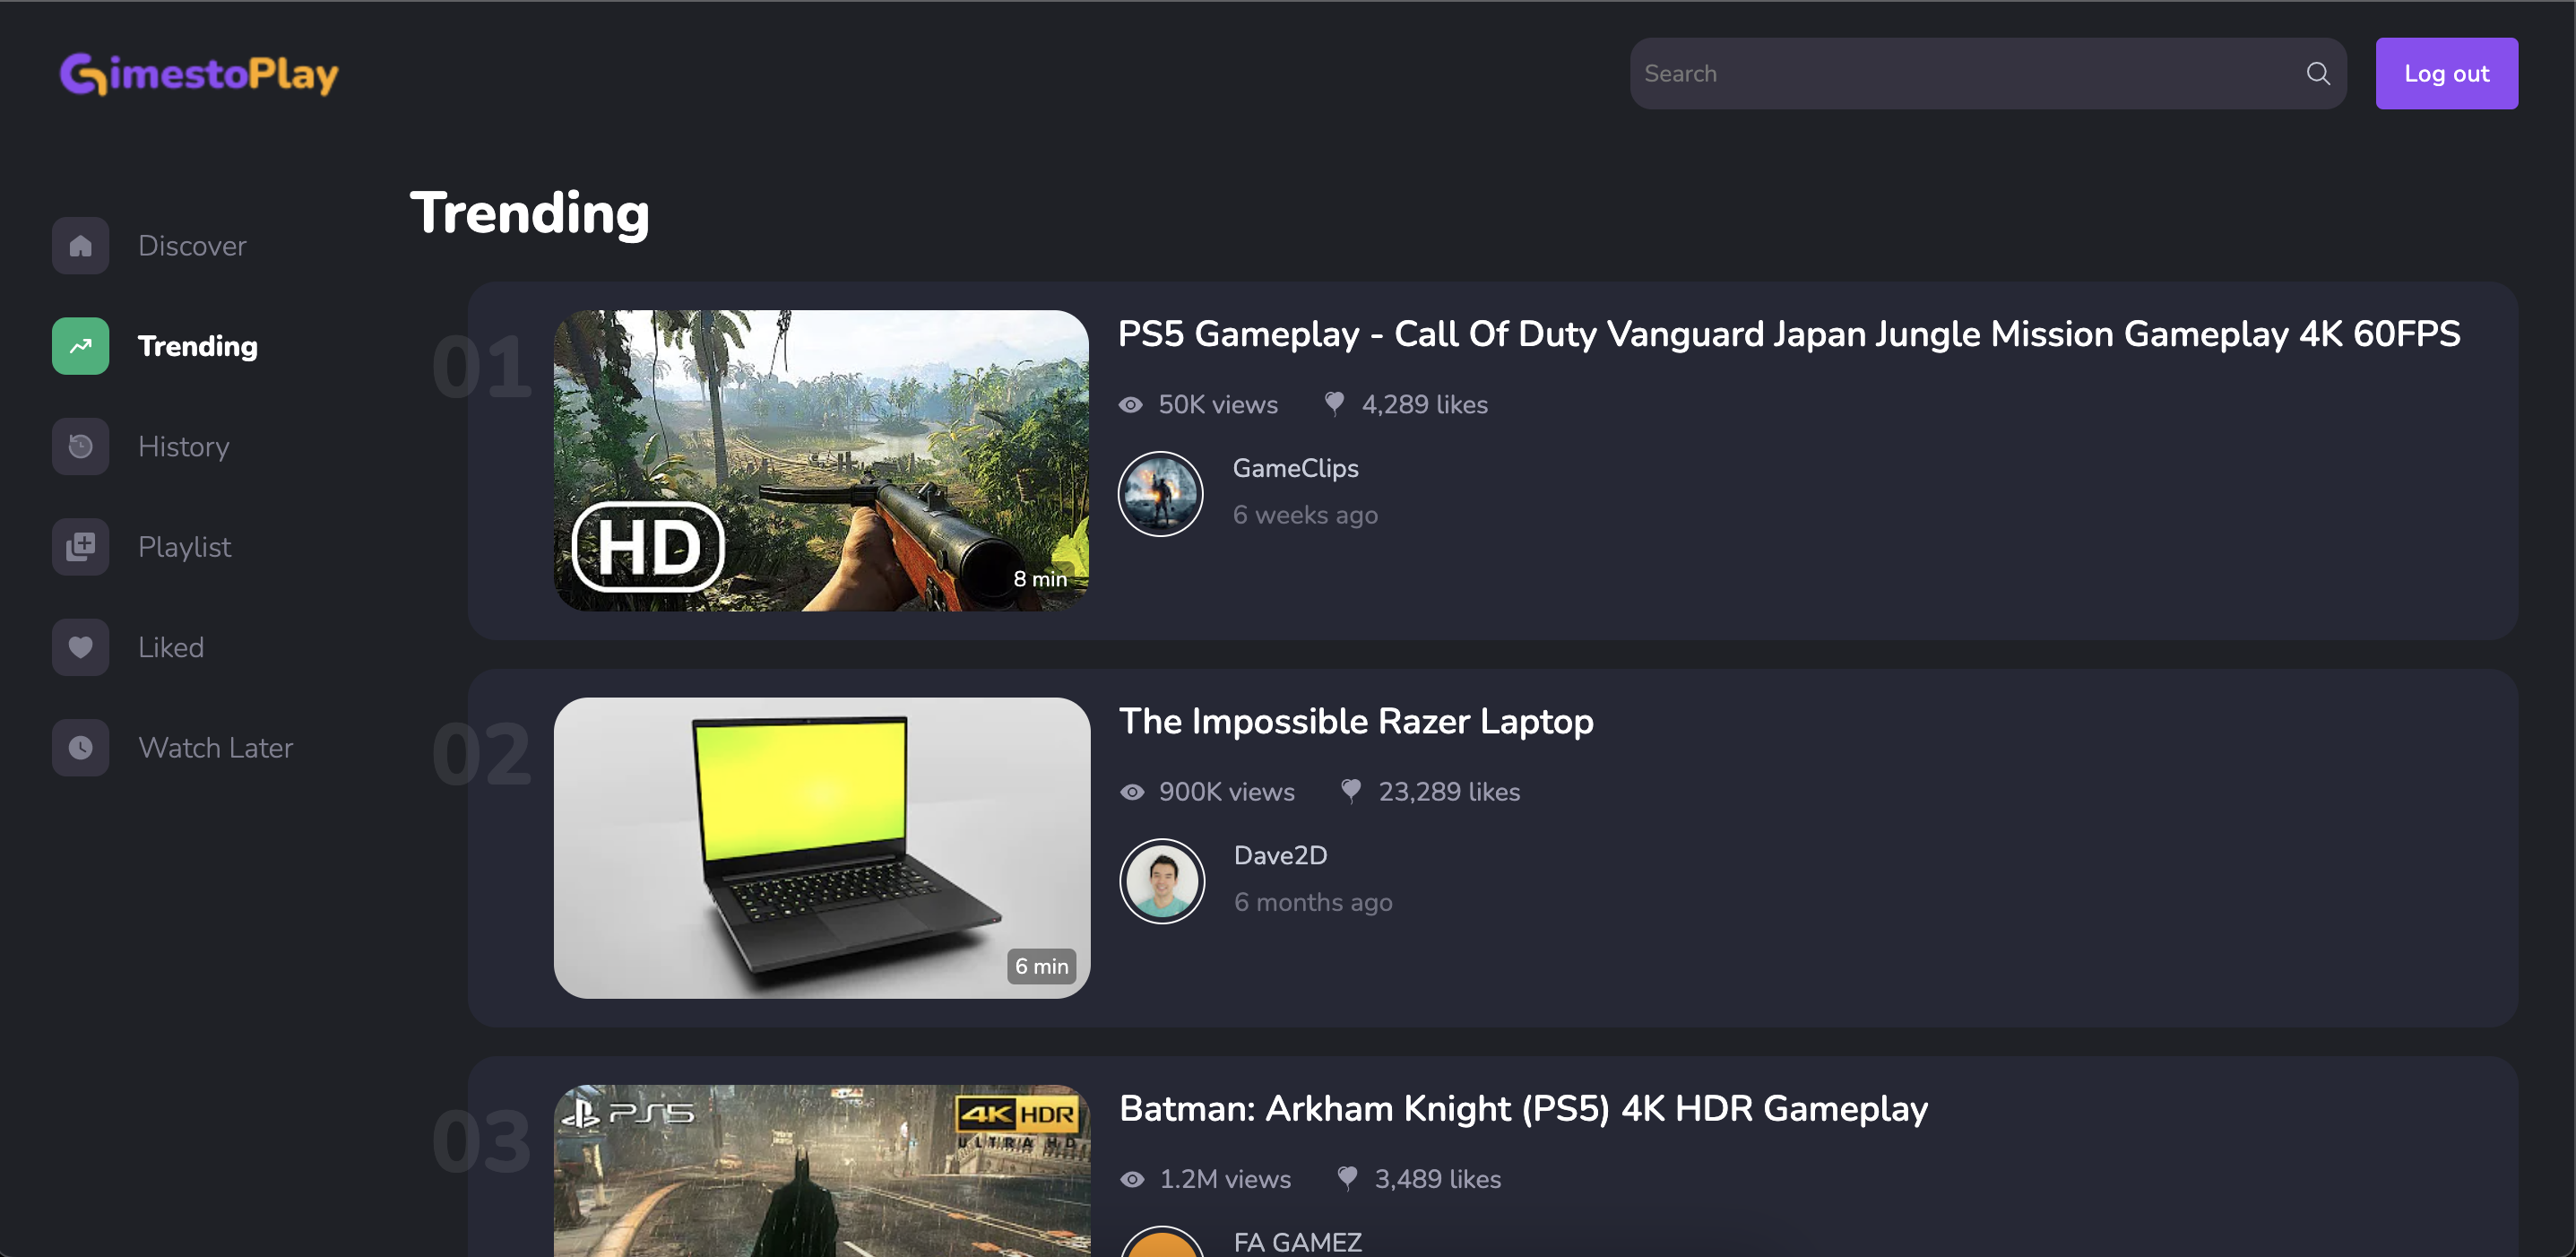 GimestoPlay
Search
Log out
Trending
Discover
Trending
History
Playlist
Liked
Watch Later
01
HD
8 min
PS5 Gameplay - Call Of Duty Vanguard Japan Jungle Mission Gameplay 4K 60FPS
50K views 4,289 likes
GameClips
6 weeks ago
02
6 min
The Impossible Razer Laptop
900K views 23,289 likes
Dave2D
6 months ago
03
PS5
4K HDR
ULTRA HD
Batman: Arkham Knight (PS5) 4K HDR Gameplay
1.2M views 3,489 likes
FA GAMEZ